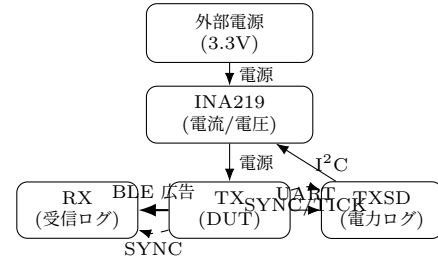 外部電源
(3.3V)
電源
INA219
(電流/電圧)
電源
I²C
RX
(受信ログ)
BLE 広告
TX
(DUT)
UART
SYNC/TICK
TXSD
(電力ログ)
SYNC